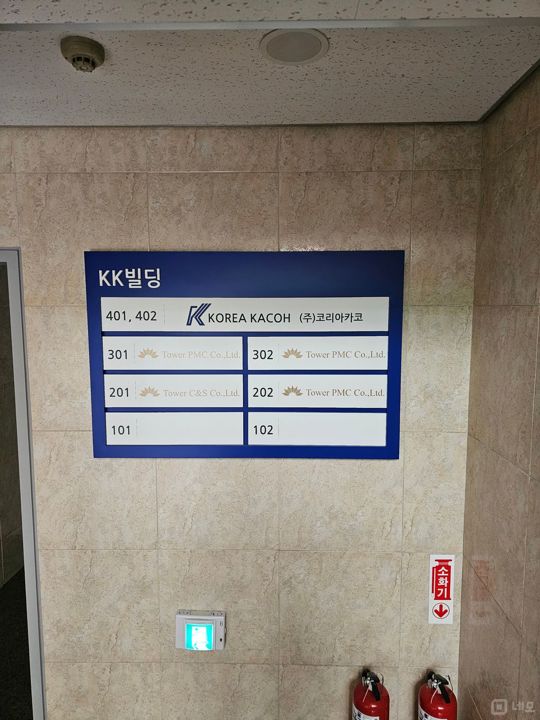 KK빌딩
401, 402 KOREA KACOH (주)코리아카코
301 Tower PMC Co.,Ltd.
302 Tower PMC Co.,Ltd.
201 Tower C&S Co.,Ltd.
202 Tower PMC Co.,Ltd.
101
102
소화기
네모